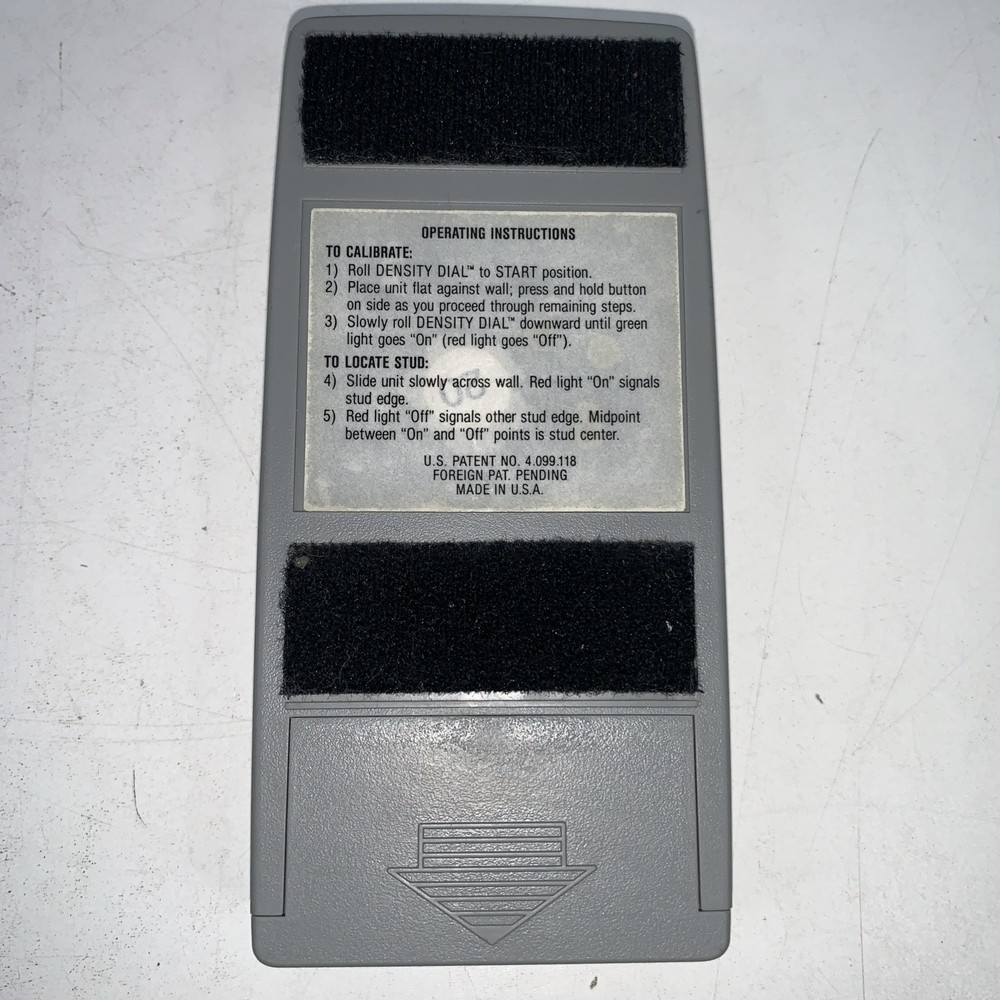 OPERATING INSTRUCTIONS
TO CALIBRATE:
1) Roll DENSITY DIAL™ to START position.
2) Place unit flat against wall; press and hold button
on side as you proceed through remaining steps.
3) Slowly roll DENSITY DIAL™ downward until green
light goes “On” (red light goes “Off”).
TO LOCATE STUD:
4) Slide unit slowly across wall. Red light “On” signals
stud edge.
5) Red light “Off” signals other stud edge. Midpoint
between “On” and “Off” points is stud center.
U.S. PATENT NO. 4.099.118
FOREIGN PAT. PENDING
MADE IN U.S.A.